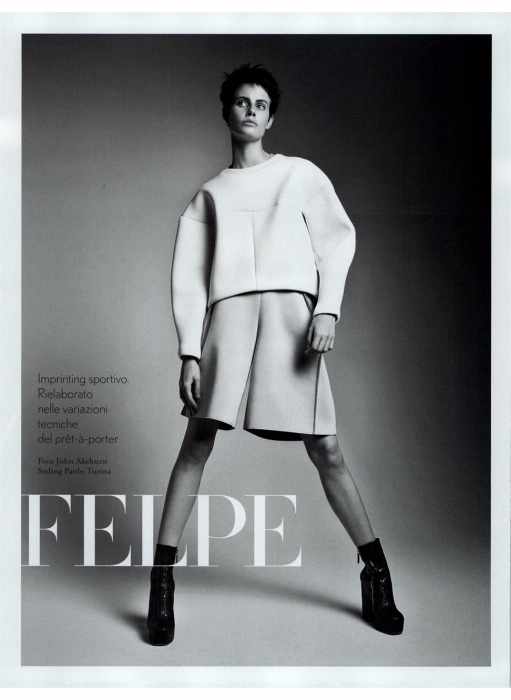 Imprinting sportivo.
Rielaborato
nelle variazioni
tecniche
del prêt-à-porter
Foto John Akehurst
Styling Paolo Turina
FELPE